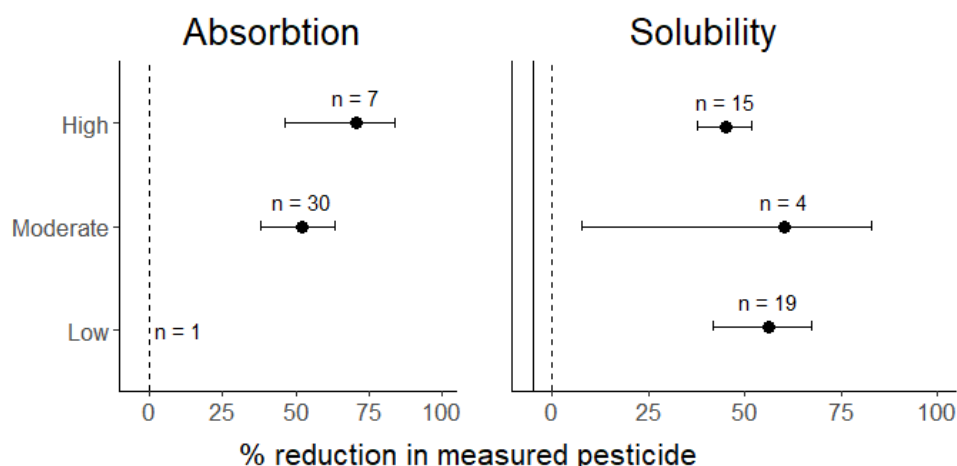 Absorbtion
Solubility
High
n = 7
n = 15
Moderate
n = 30
n = 4
Low
n = 1
n = 19
0 25 50 75 100
0 25 50 75 100
% reduction in measured pesticide